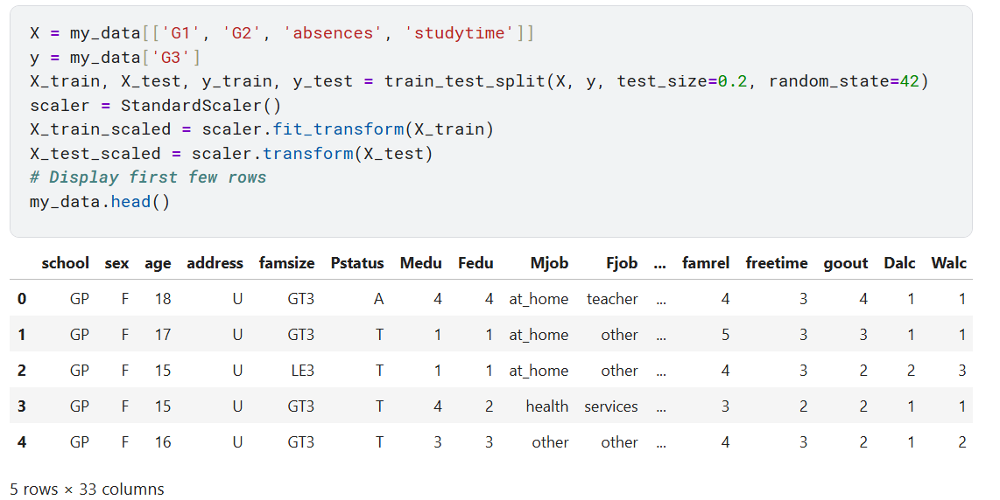 X = my_data[['G1', 'G2', 'absences', 'studytime']]
y = my_data['G3']
X_train, X_test, y_train, y_test = train_test_split(X, y, test_size=0.2, random_state=42)
scaler = StandardScaler()
X_train_scaled = scaler.fit_transform(X_train)
X_test_scaled = scaler.transform(X_test)
# Display first few rows
my_data.head()
school sex age address famsize Pstatus Medu Fedu Mjob Fjob ... famrel freetime goout Dalc Walc
0 GP F 18 U GT3 A 4 4 at_home teacher ... 4 3 4 1 1
1 GP F 17 U GT3 T 1 1 at_home other ... 5 3 3 1 1
2 GP F 15 U LE3 T 1 1 at_home other ... 4 3 2 2 3
3 GP F 15 U GT3 T 4 2 health services ... 3 2 2 1 1
4 GP F 16 U GT3 T 3 3 other other ... 4 3 2 1 2
5 rows × 33 columns